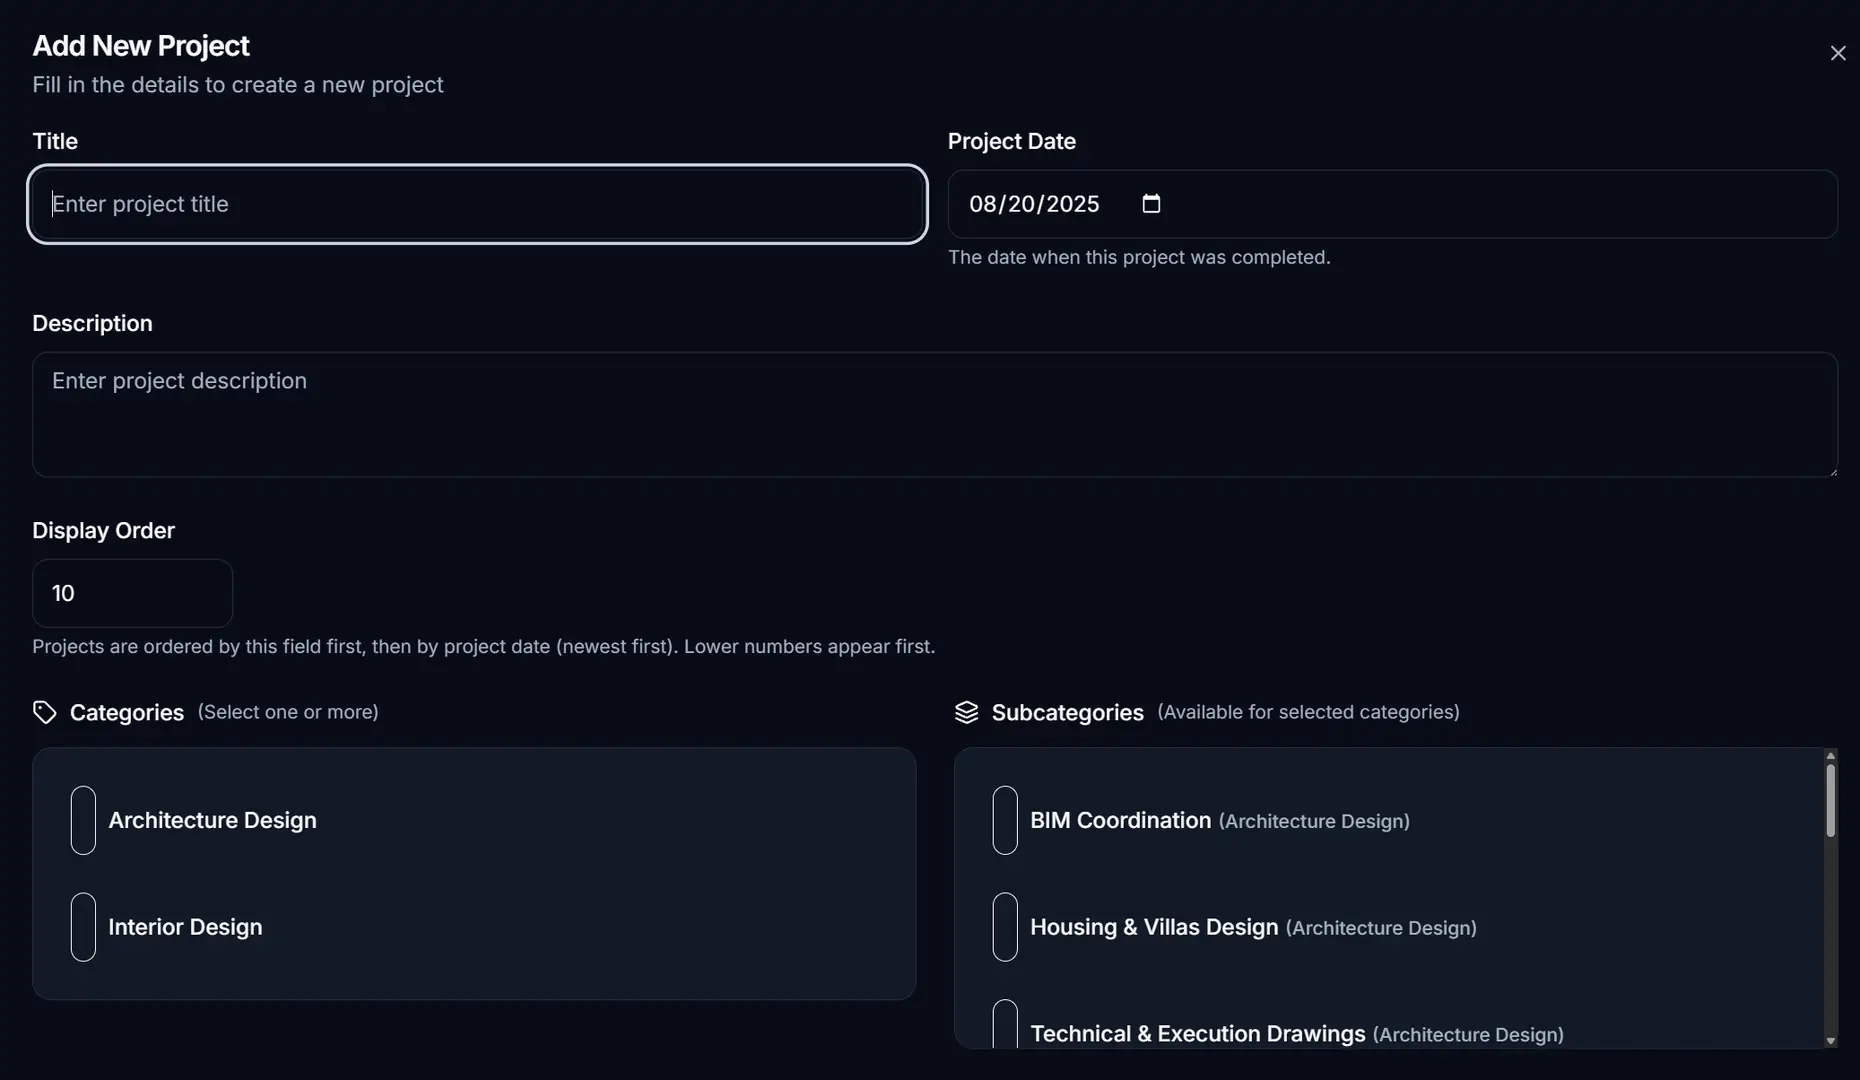 Add New Project
Fill in the details to create a new project
Title
Enter project title
Project Date
08/20/2025
The date when this project was completed.
Description
Enter project description
Display Order
10
Projects are ordered by this field first, then by project date (newest first). Lower numbers appear first.
Categories (Select one or more)
Architecture Design
Interior Design
Subcategories (Available for selected categories)
BIM Coordination (Architecture Design)
Housing & Villas Design (Architecture Design)
Technical & Execution Drawings (Architecture Design)